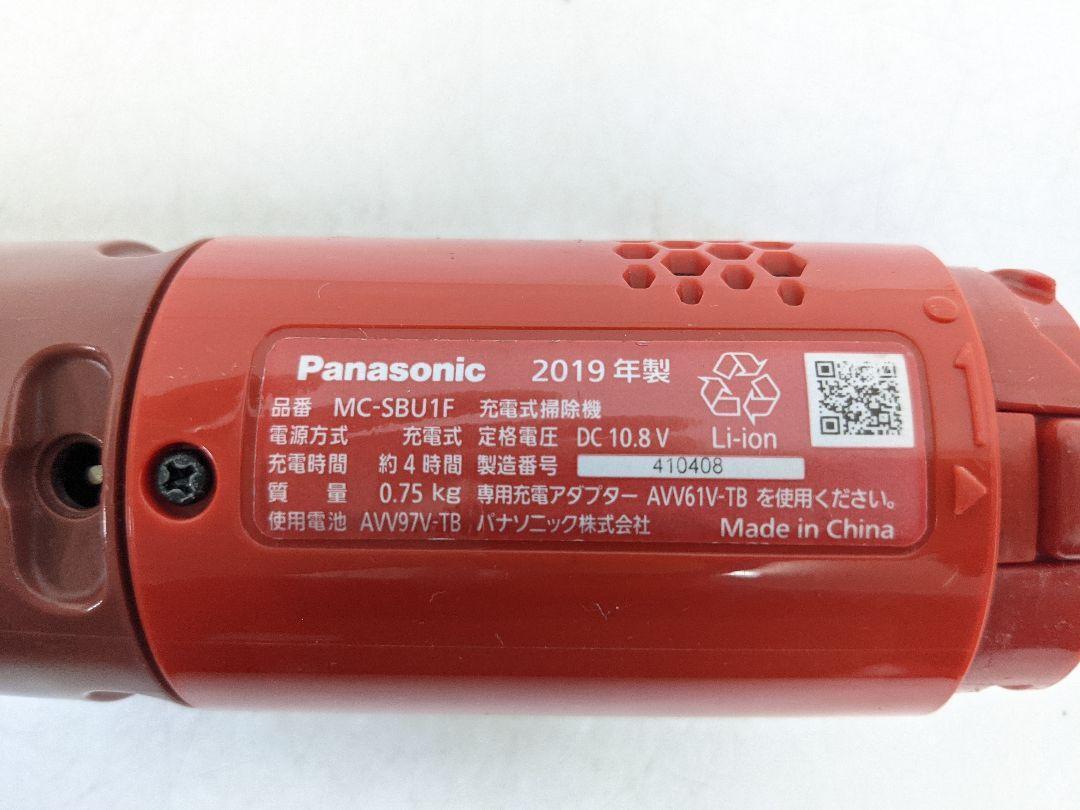 Panasonic 2019年製
品番 MC-SBU1F 充電式掃除機
電源方式 充電式 定格電圧 DC 10.8 V Li-ion
充電時間 約4時間 製造番号 410408
質量 0.75 kg 専用充電アダプター AVV61V-TB を使用ください。
使用電池 AVV97V-TB パナソニック株式会社 Made in China